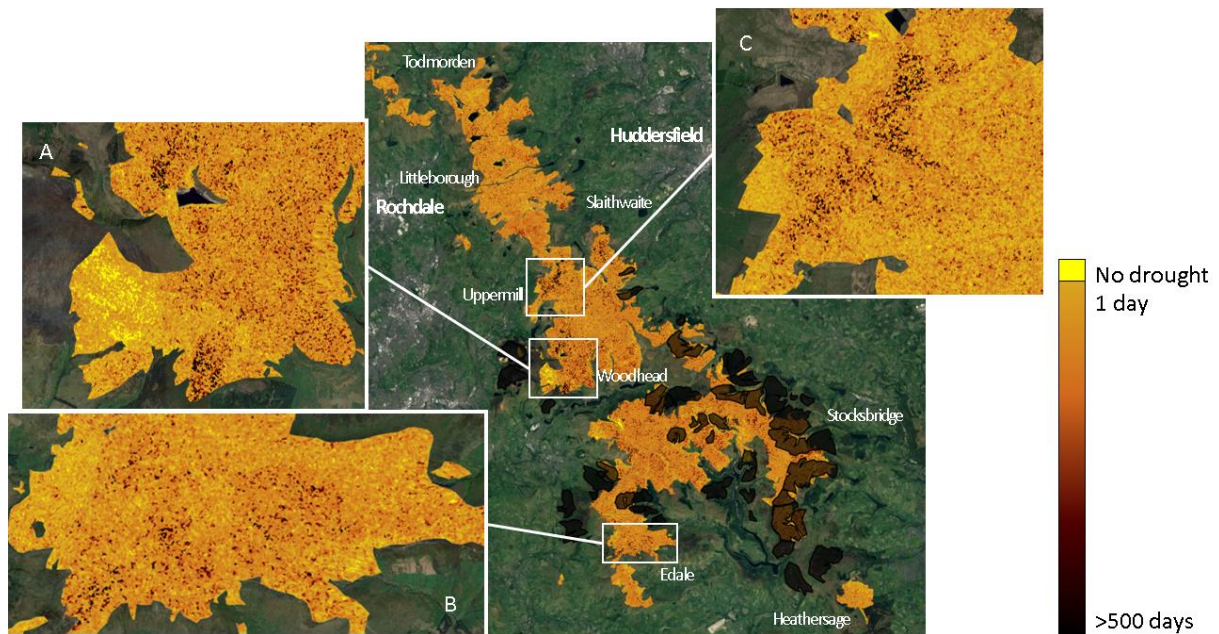 C
Todmorden
Huddersfield
A
Littleborough
Slaithwaite
Rochdale
No drought
1 day
Uppermill
Woodhead
Stocksbridge
B
Edale
Heathersage
>500 days